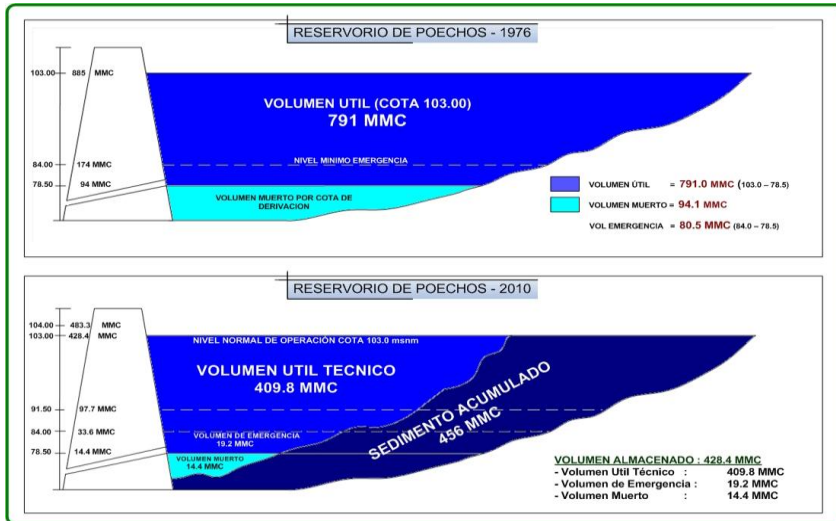 RESERVORIO DE POECHOS - 1976
103.00 885 MMC
VOLUMEN UTIL (COTA 103.00)
791 MMC
NIVEL MINIMO EMERGENCIA
84.00 174 MMC
78.50 94 MMC
VOLUMEN MUERTO POR COTA DE
DERIVACION
VOLUMEN ÚTIL = 791.0 MMC (103.0 – 78.5)
VOLUMEN MUERTO = 94.1 MMC
VOL EMERGENCIA = 80.5 MMC (84.0 – 78.5)
RESERVORIO DE POECHOS - 2010
104.00 483.3 MMC
103.00 428.4 MMC
NIVEL NORMAL DE OPERACIÓN COTA 103.0 msnm
VOLUMEN UTIL TECNICO
409.8 MMC
91.50 97.7 MMC
84.00 33.6 MMC
78.50 14.4 MMC
VOLUMEN DE EMERGENCIA
19.2 MMC
VOLUMEN MUERTO
14.4 MMC
SEDIMENTO ACUMULADO
456 MMC
VOLUMEN ALMACENADO : 428.4 MMC
- Volumen Util Técnico : 409.8 MMC
- Volumen de Emergencia : 19.2 MMC
- Volumen Muerto : 14.4 MMC